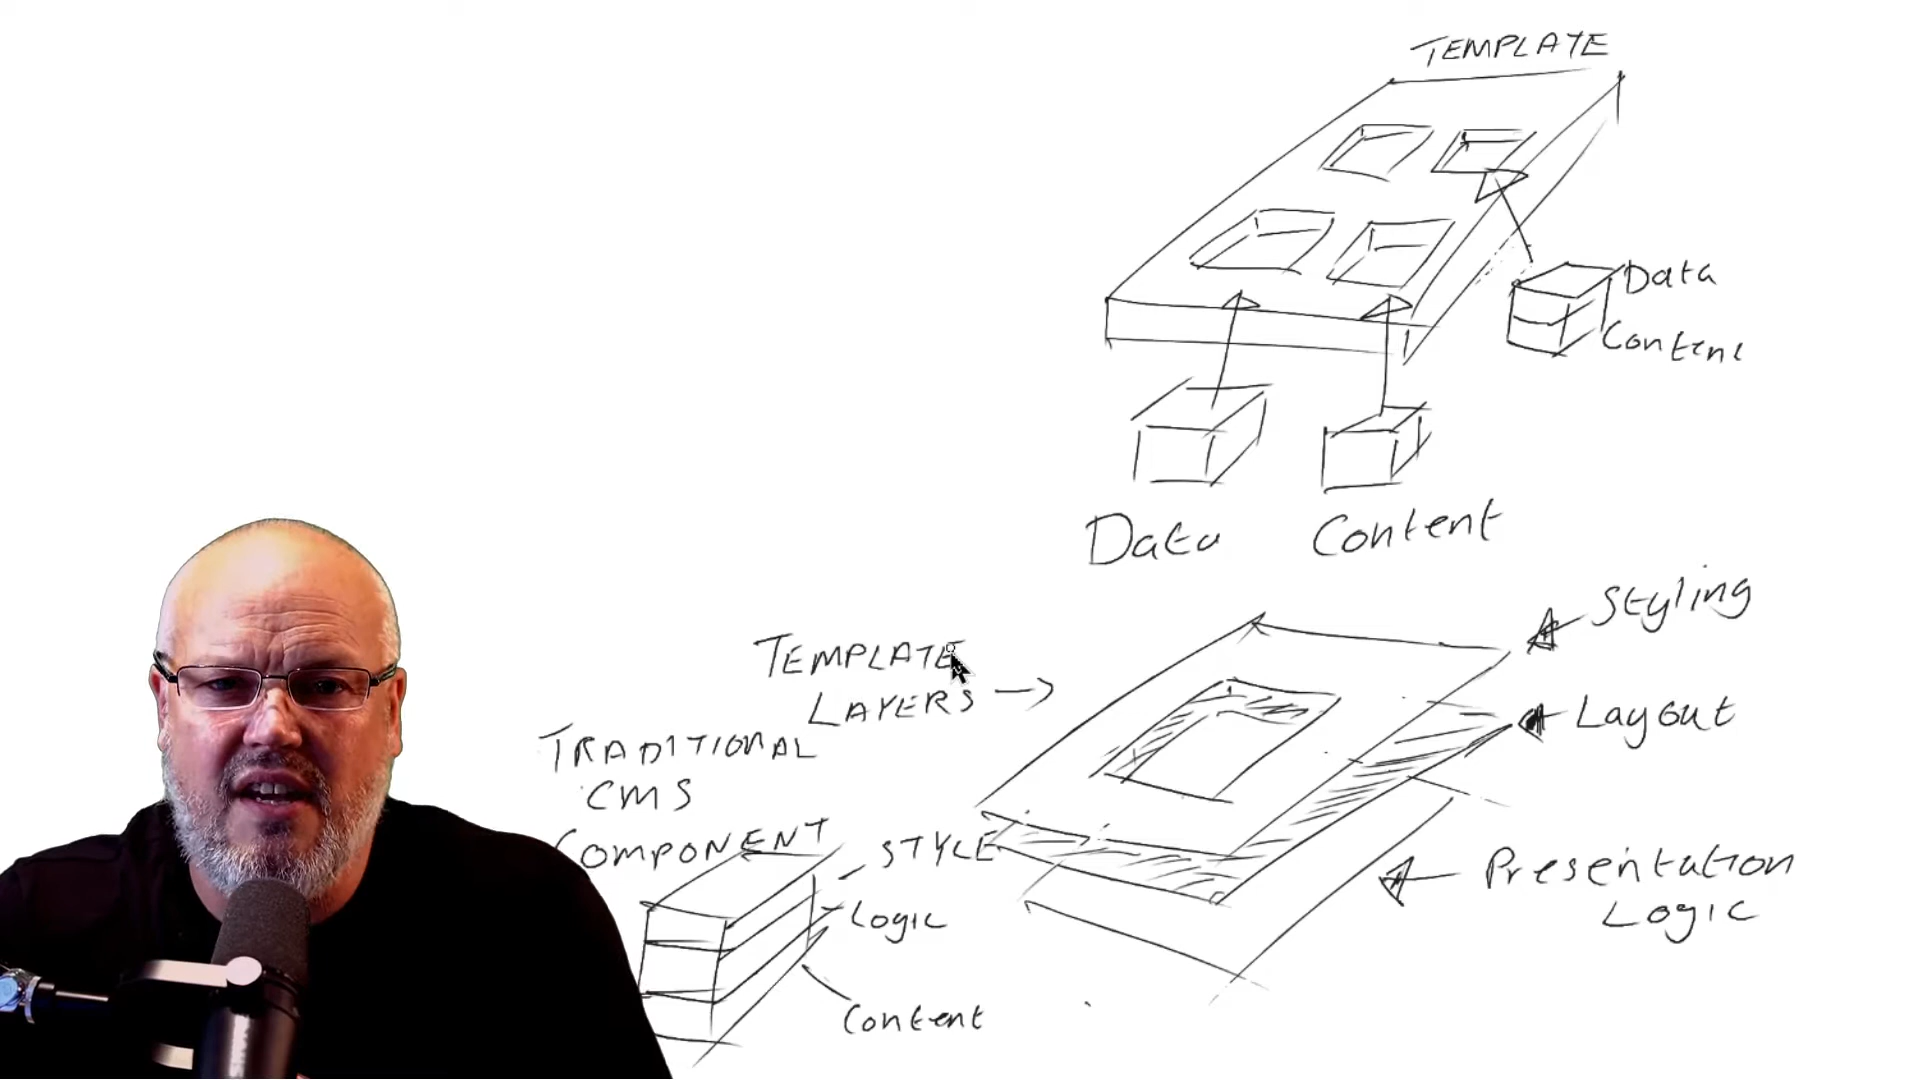 TEMPLATE
Data
Content
Data
Content
Styling
TEMPLATE
LAYERS
Layout
TRADITIONAL
CMS
COMPONENT
STYLE
Presentation
Logic
Logic
Content